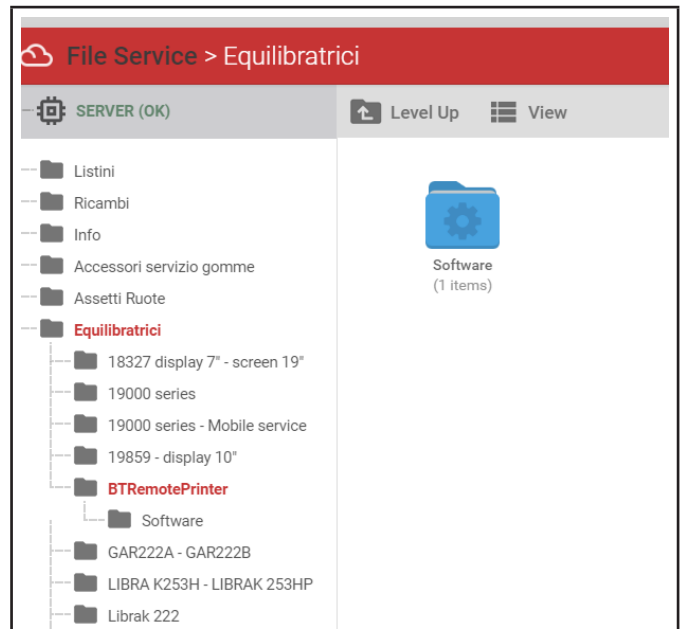 File Service > Equilibratrici
SERVER (OK)
Level Up
View
Listini
Ricambi
Info
Accessori servizio gomme
Assetti Ruote
Equilibratrici
18327 display 7" - screen 19"
19000 series
19000 series - Mobile service
19859 - display 10"
BTRemotePrinter
Software
GAR222A - GAR222B
LIBRA K253H - LIBRAK 253HP
Librak 222
Software
(1 items)